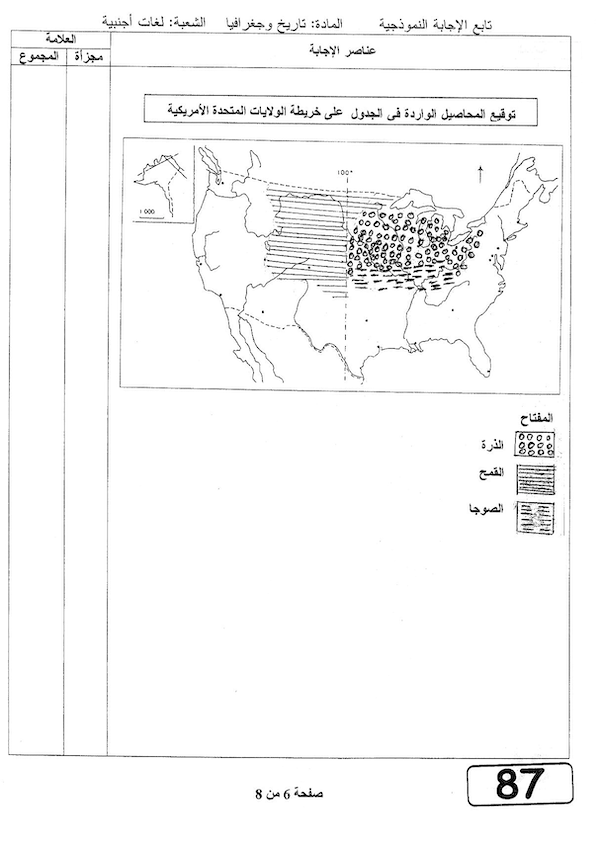 تابع الإجابة النموذجية المادة: تاريخ وجغرافيا الشعبة: لغات أجنبية
عناصر الإجابة
العلامة
مجزأة
المجموع
توقيع المحاصيل الواردة في الجدول على خريطة الولايات المتحدة الأمريكية
100°
1 000
المفتاح
الذرة
القمح
الصوجا
صفحة 6 من 8
87